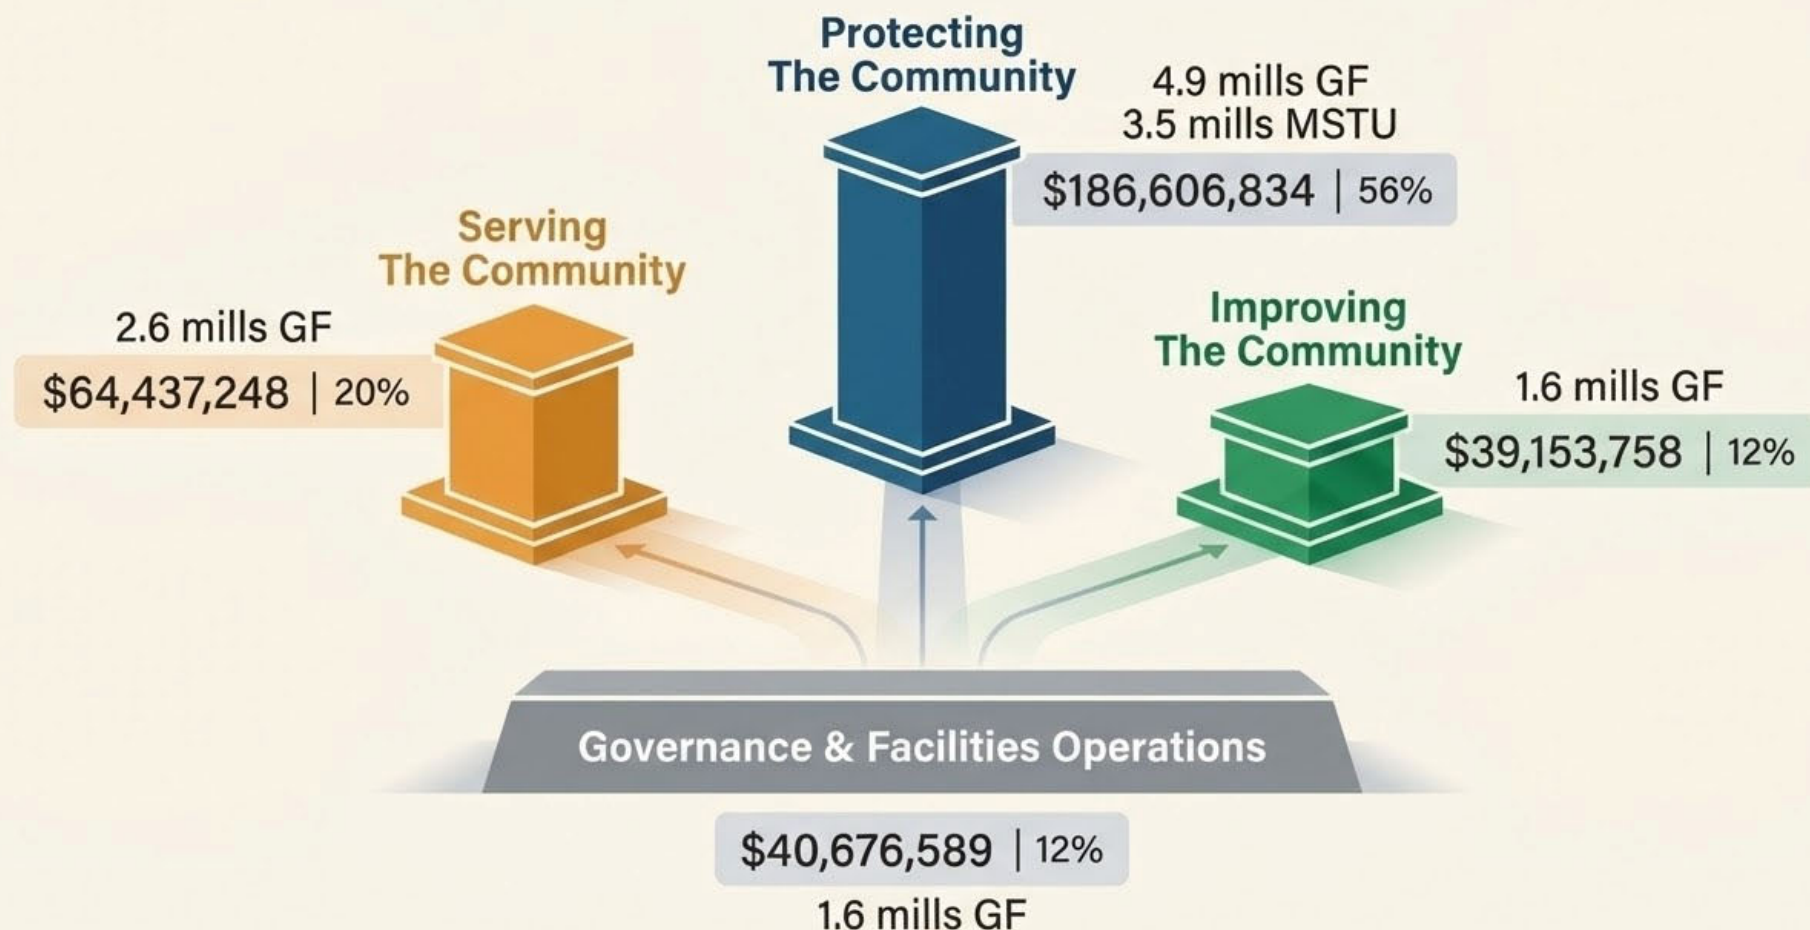 Protecting
The Community
4.9 mills GF
3.5 mills MSTU
$186,606,834 | 56%
Serving
The Community
2.6 mills GF
$64,437,248 | 20%
Improving
The Community
1.6 mills GF
$39,153,758 | 12%
Governance & Facilities Operations
$40,676,589 | 12%
1.6 mills GF